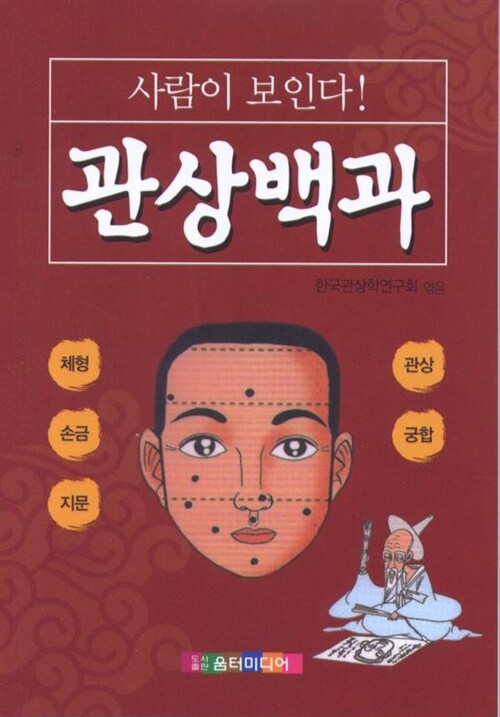 사람이 보인다!
관상백과
한국관상학연구회 엮음
체형
관상
손금
궁합
지문
도서
출판
움터미디어